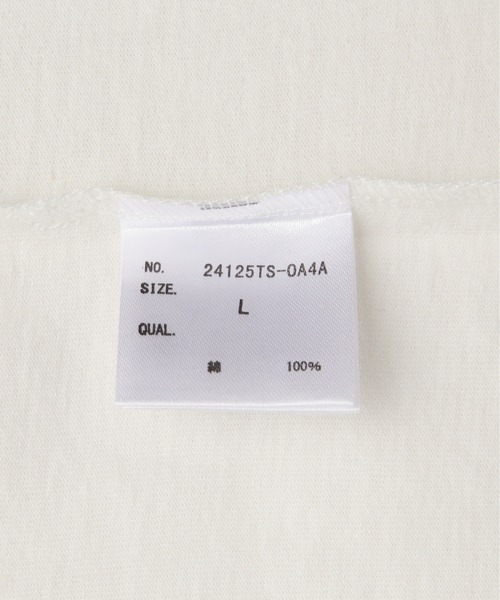 NO. 24125TS-0A4A
SIZE. L
QUAL.
綿 100%